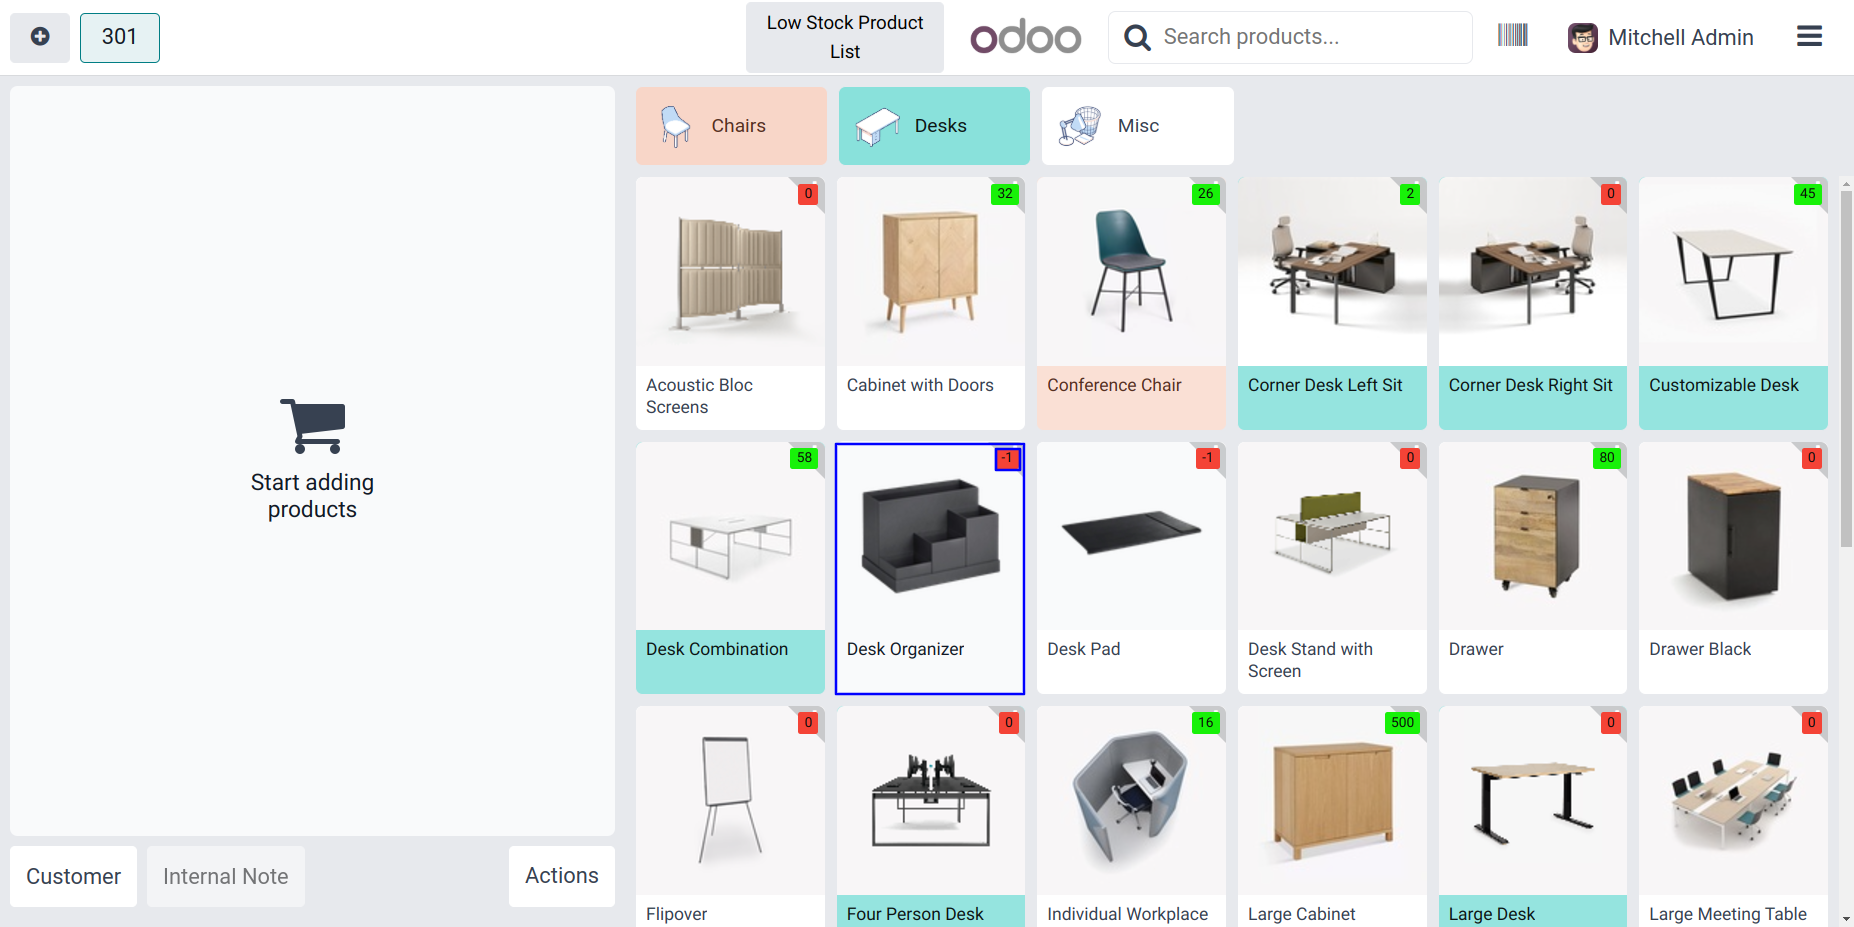 301
Low Stock Product
List
odoo
Search products...
Mitchell Admin
Chairs
Desks
Misc
0
32
26
2
0
45
Acoustic Bloc
Screens
Cabinet with Doors
Conference Chair
Corner Desk Left Sit
Corner Desk Right Sit
Customizable Desk
58
-1
-1
0
80
0
Start adding
products
Desk Combination
Desk Organizer
Desk Pad
Desk Stand with
Screen
Drawer
Drawer Black
0
0
16
500
0
0
Flipover
Four Person Desk
Individual Workplace
Large Cabinet
Large Desk
Large Meeting Table
Customer
Internal Note
Actions